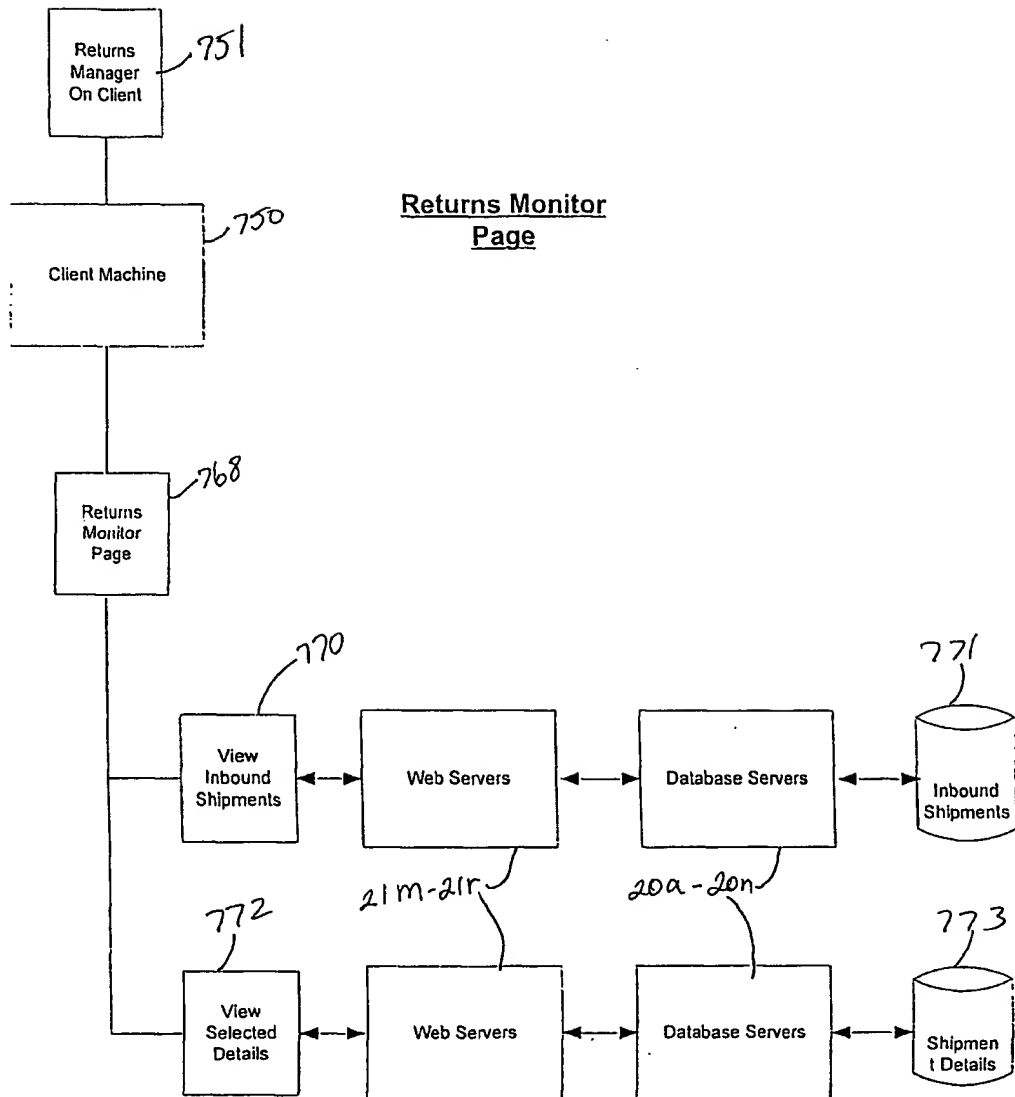 Returns
Manager
On Client
751
Returns Monitor
Page
750
Client Machine
768
Returns
Monitor
Page
770
771
View
Inbound
Shipments
Web Servers
Database Servers
Inbound
Shipments
21m-21r
20a-20n
772
773
View
Selected
Details
Web Servers
Database Servers
Shipmen
t Details